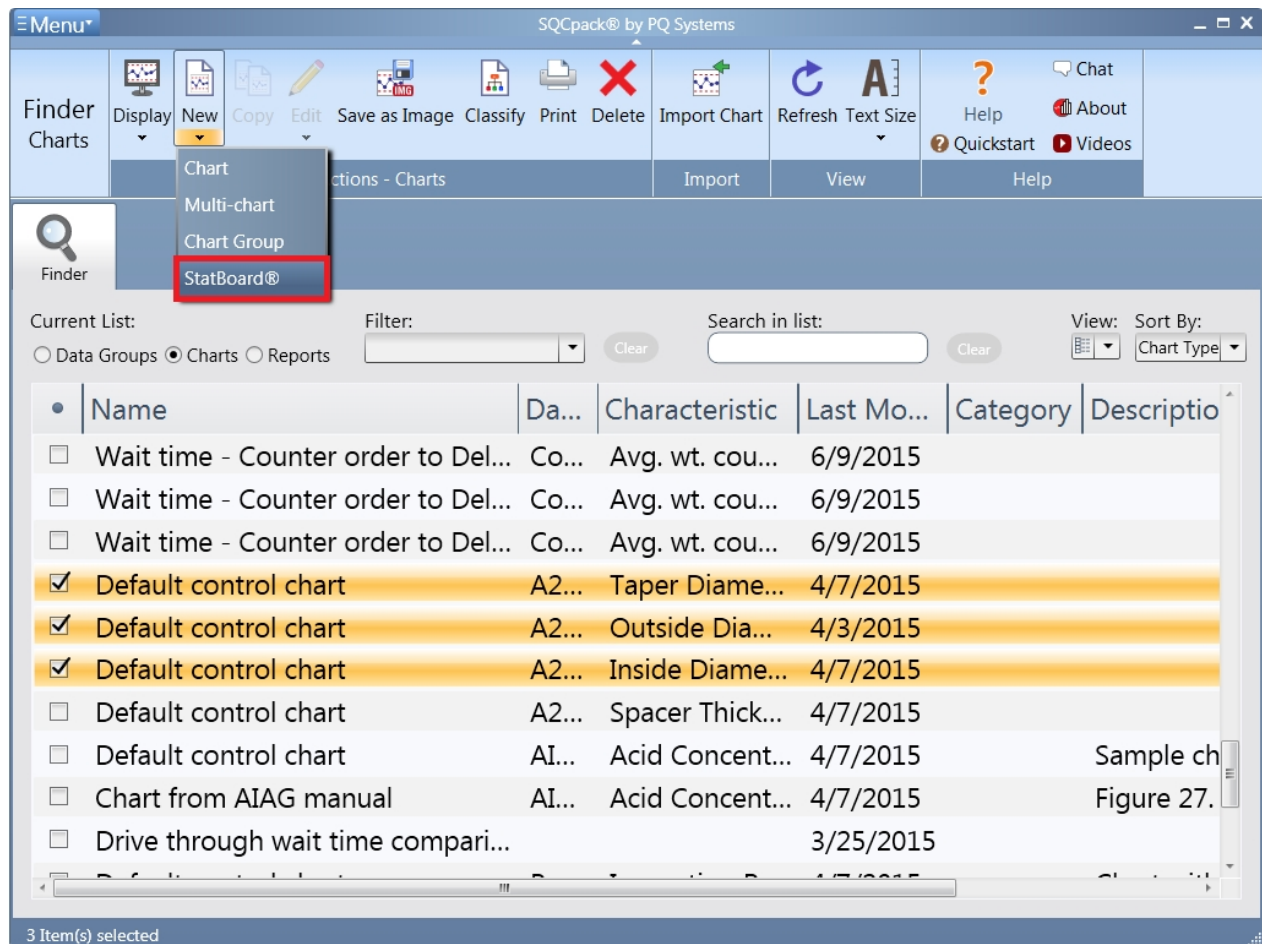 Menu
SQCpack® by PQ Systems
Finder
Charts
Display New Copy Edit Save as Image Classify Print Delete Import Chart Refresh Text Size Help Chat
About
Quickstart Videos
ctions - Charts Import View Help
Chart
Multi-chart
Chart Group
StatBoard®
IMG
Finder
Current List: Filter: Search in list: View: Sort By:
Data Groups Charts Reports Clear Clear Chart Type
Name Da... Characteristic Last Mo... Category Descriptio
Wait time - Counter order to Del... Co... Avg. wt. cou... 6/9/2015
Wait time - Counter order to Del... Co... Avg. wt. cou... 6/9/2015
Wait time - Counter order to Del... Co... Avg. wt. cou... 6/9/2015
Default control chart A2... Taper Diame... 4/7/2015
Default control chart A2... Outside Dia... 4/3/2015
Default control chart A2... Inside Diame... 4/7/2015
Default control chart A2... Spacer Thick... 4/7/2015
Default control chart AI... Acid Concent... 4/7/2015 Sample ch
Chart from AIAG manual AI... Acid Concent... 4/7/2015 Figure 27.
Drive through wait time compari... 3/25/2015
3 Item(s) selected